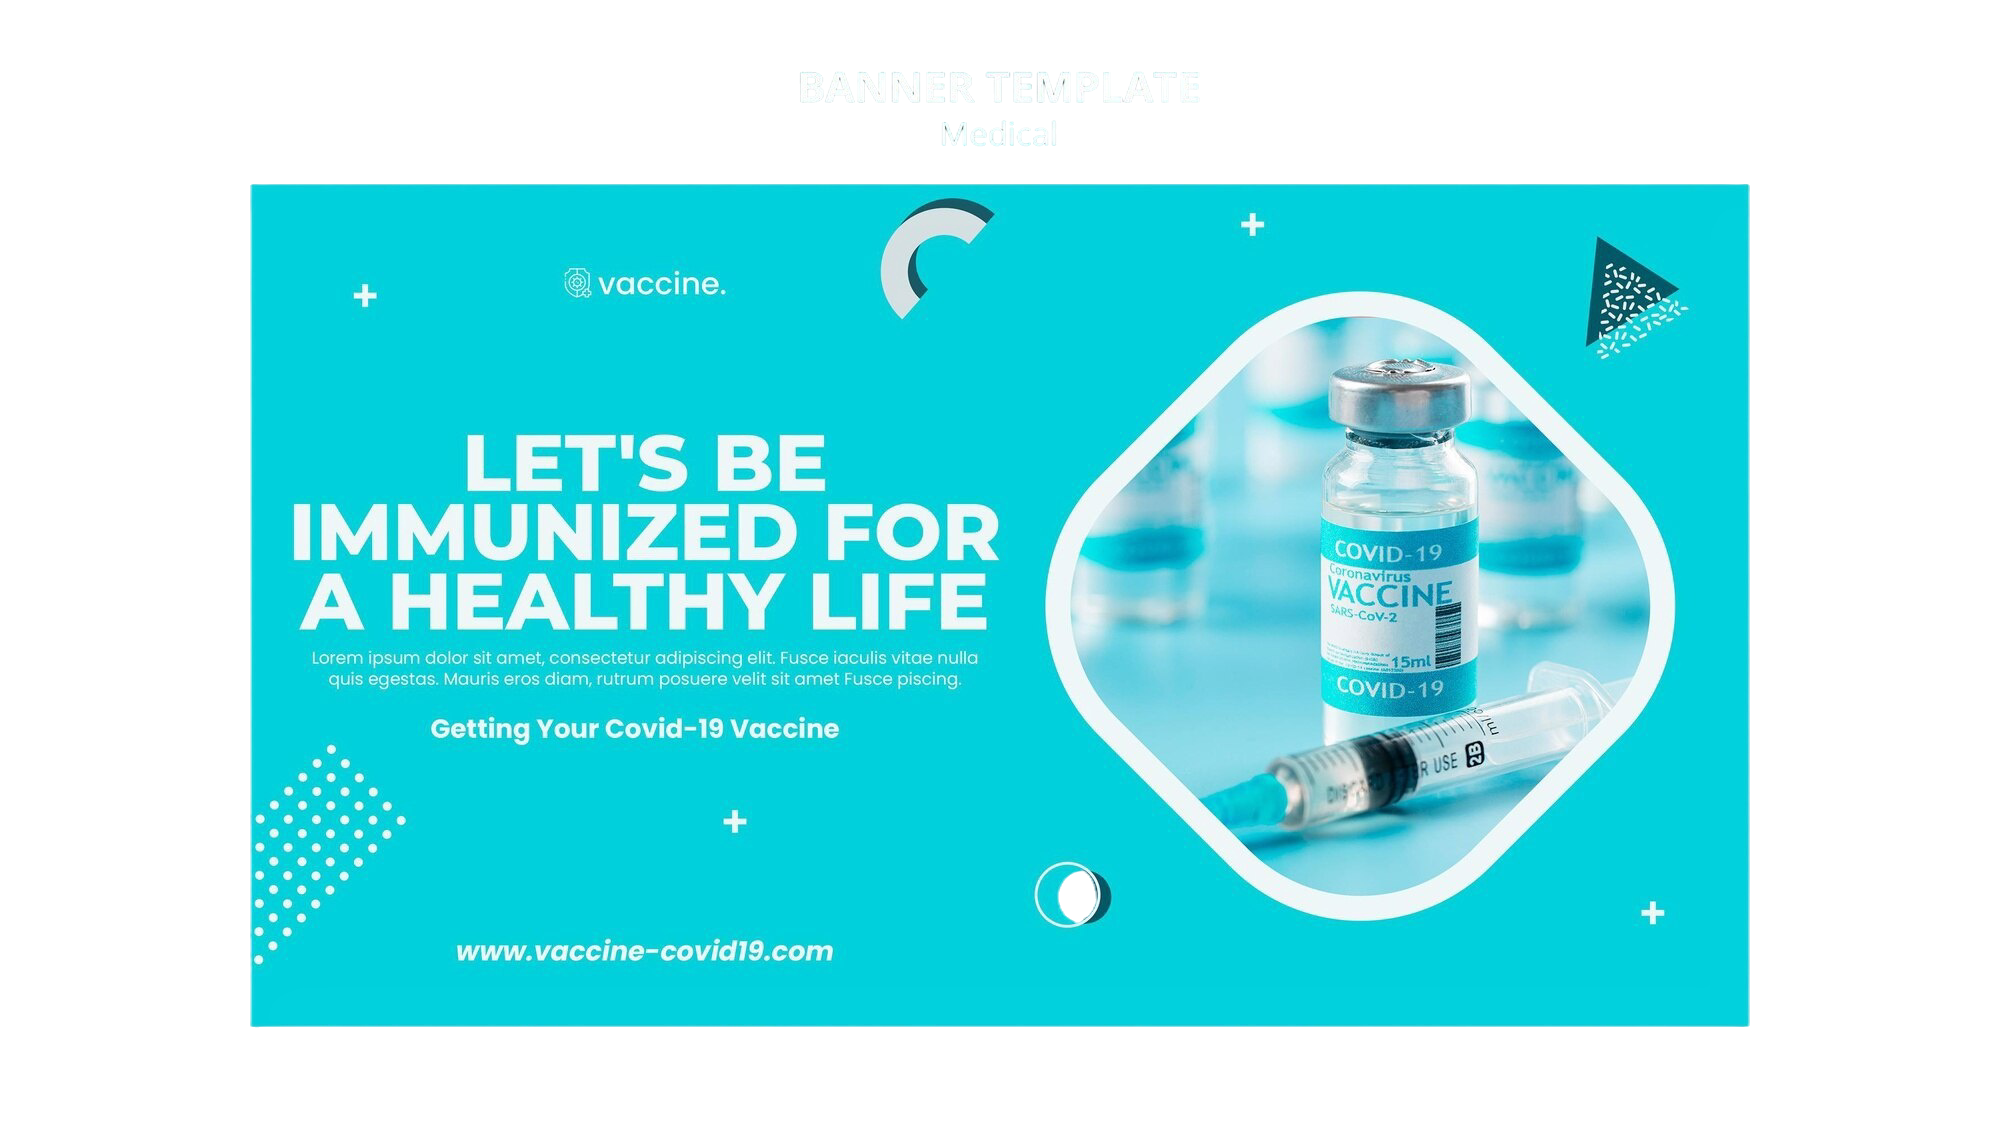 BANNER TEMPLATE
Medical
vaccine.
LET'S BE
IMMUNIZED FOR
A HEALTHY LIFE
Lorem ipsum dolor sit amet, consectetur adipiscing elit. Fusce iaculis vitae nulla
quis egestas. Mauris eros diam, rutrum posuere velit sit amet Fusce piscing.
Getting Your Covid-19 Vaccine
www.vaccine-covid19.com
COVID-19
Coronavirus
VACCINE
SARS-CoV-2
15ml
COVID-19
USE